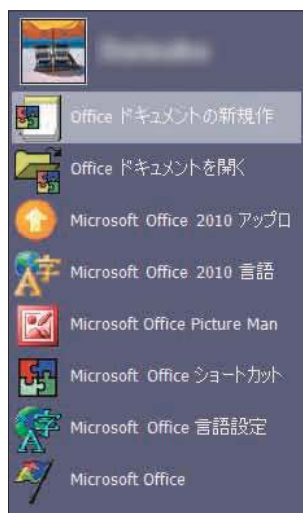 Office ドキュメントの新規作
Office ドキュメントを開く
Microsoft Office 2010 アップロ
Microsoft Office 2010 言語
Microsoft Office Picture Man
Microsoft Office ショートカット
Microsoft Office 言語設定
Microsoft Office